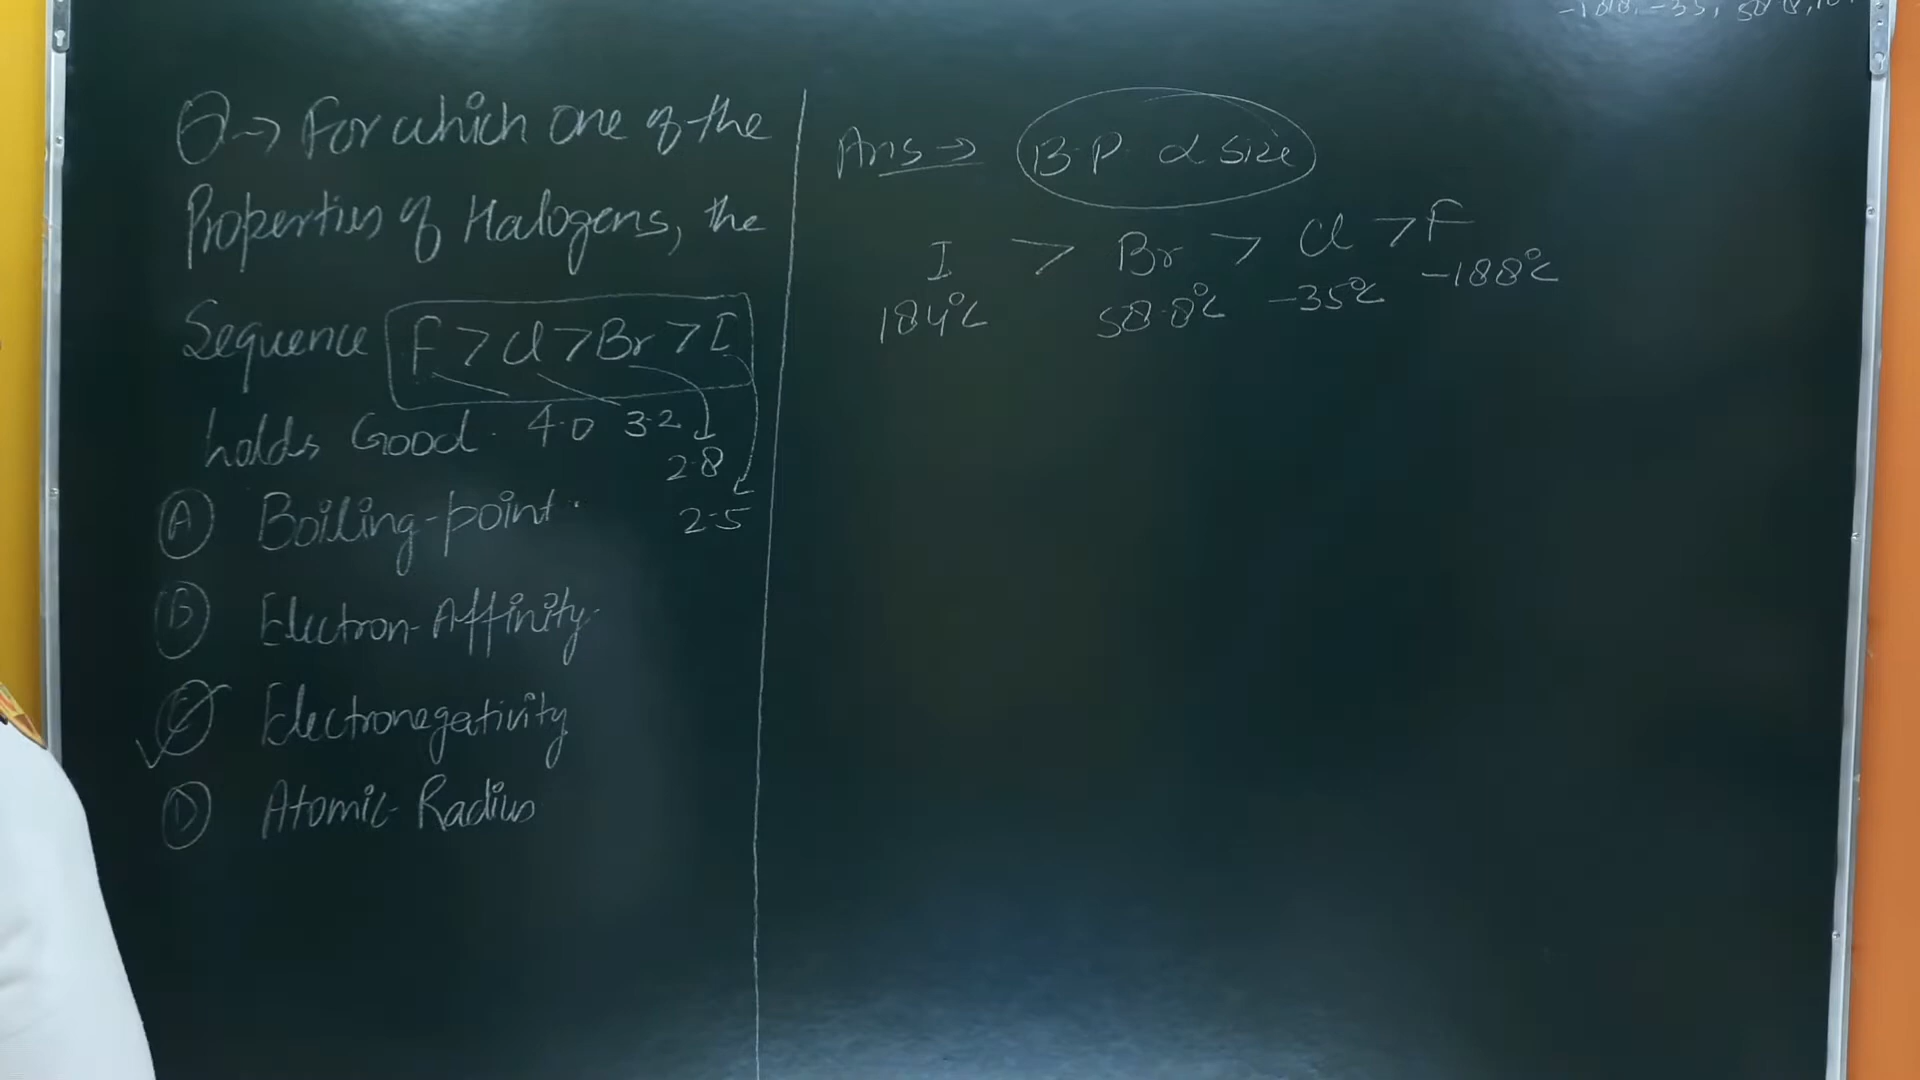 Q→ For which one of the
Properties of Halogens, the
Sequence F > Cl > Br > I
holds Good. 4.0 3.2
2.8
2.5
(A) Boiling-point.
(B) Electron-Affinity.
(C) Electronegativity
(D) Atomic-Radius
Ans→ B.P. α size
I > Br > Cl > F
184°C 58.8°C -35°C -188°C